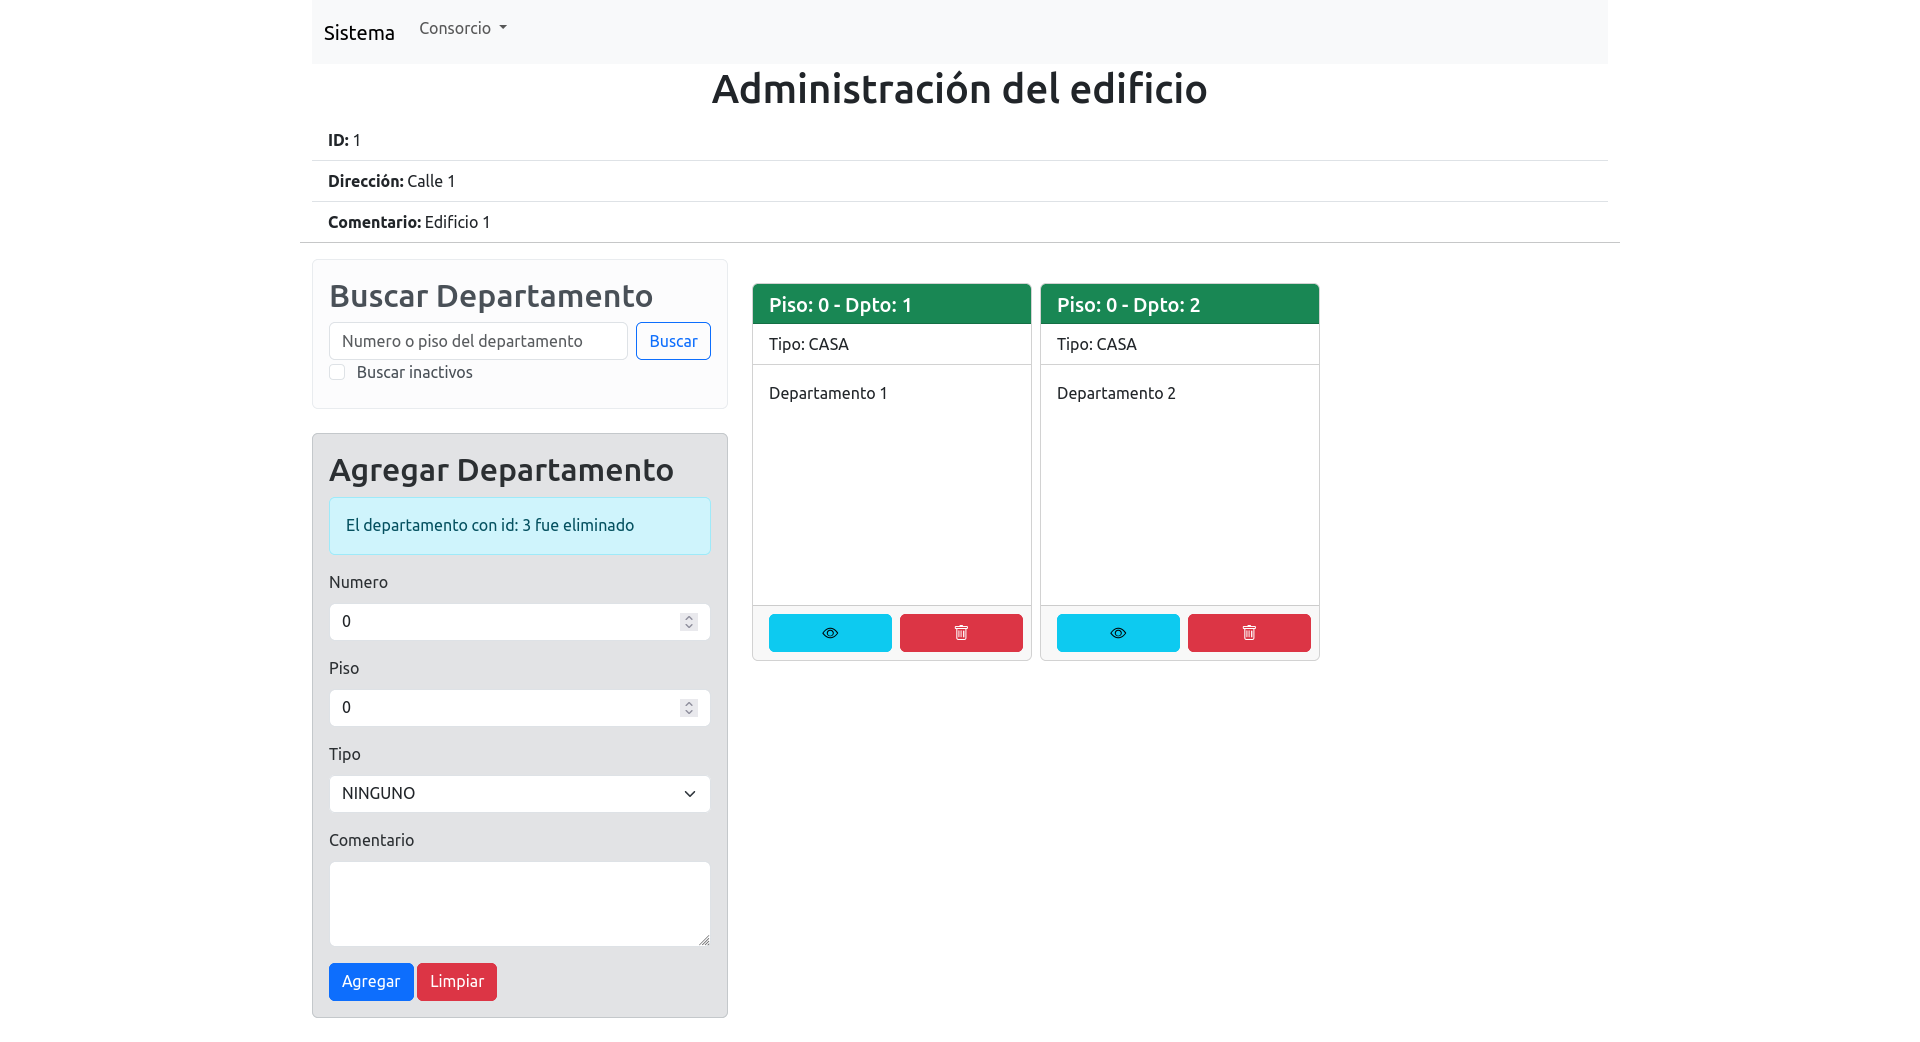 Sistema
Consorcio
Administración del edificio
ID: 1
Dirección: Calle 1
Comentario: Edificio 1
Buscar Departamento
Numero o piso del departamento
Buscar
Buscar inactivos
Agregar Departamento
El departamento con id: 3 fue eliminado
Numero
0
Piso
0
Tipo
NINGUNO
Comentario
Agregar
Limpiar
Piso: 0 - Dpto: 1
Tipo: CASA
Departamento 1
Piso: 0 - Dpto: 2
Tipo: CASA
Departamento 2